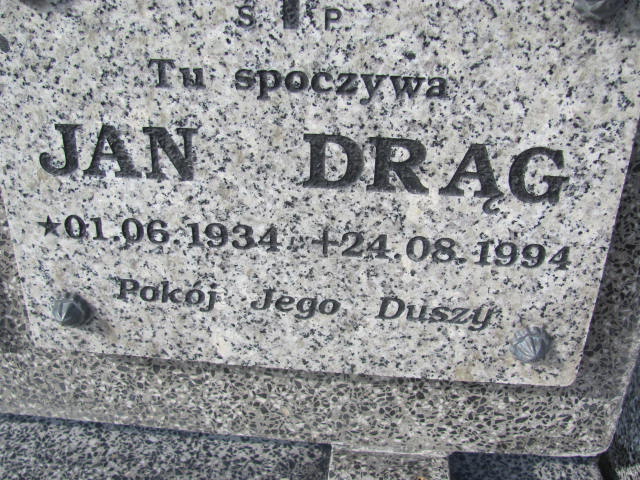 Ś P
Tu spoczywa
JAN DRĄG
★01.06.1934 +24.08.1994
Pokój Jego Duszy